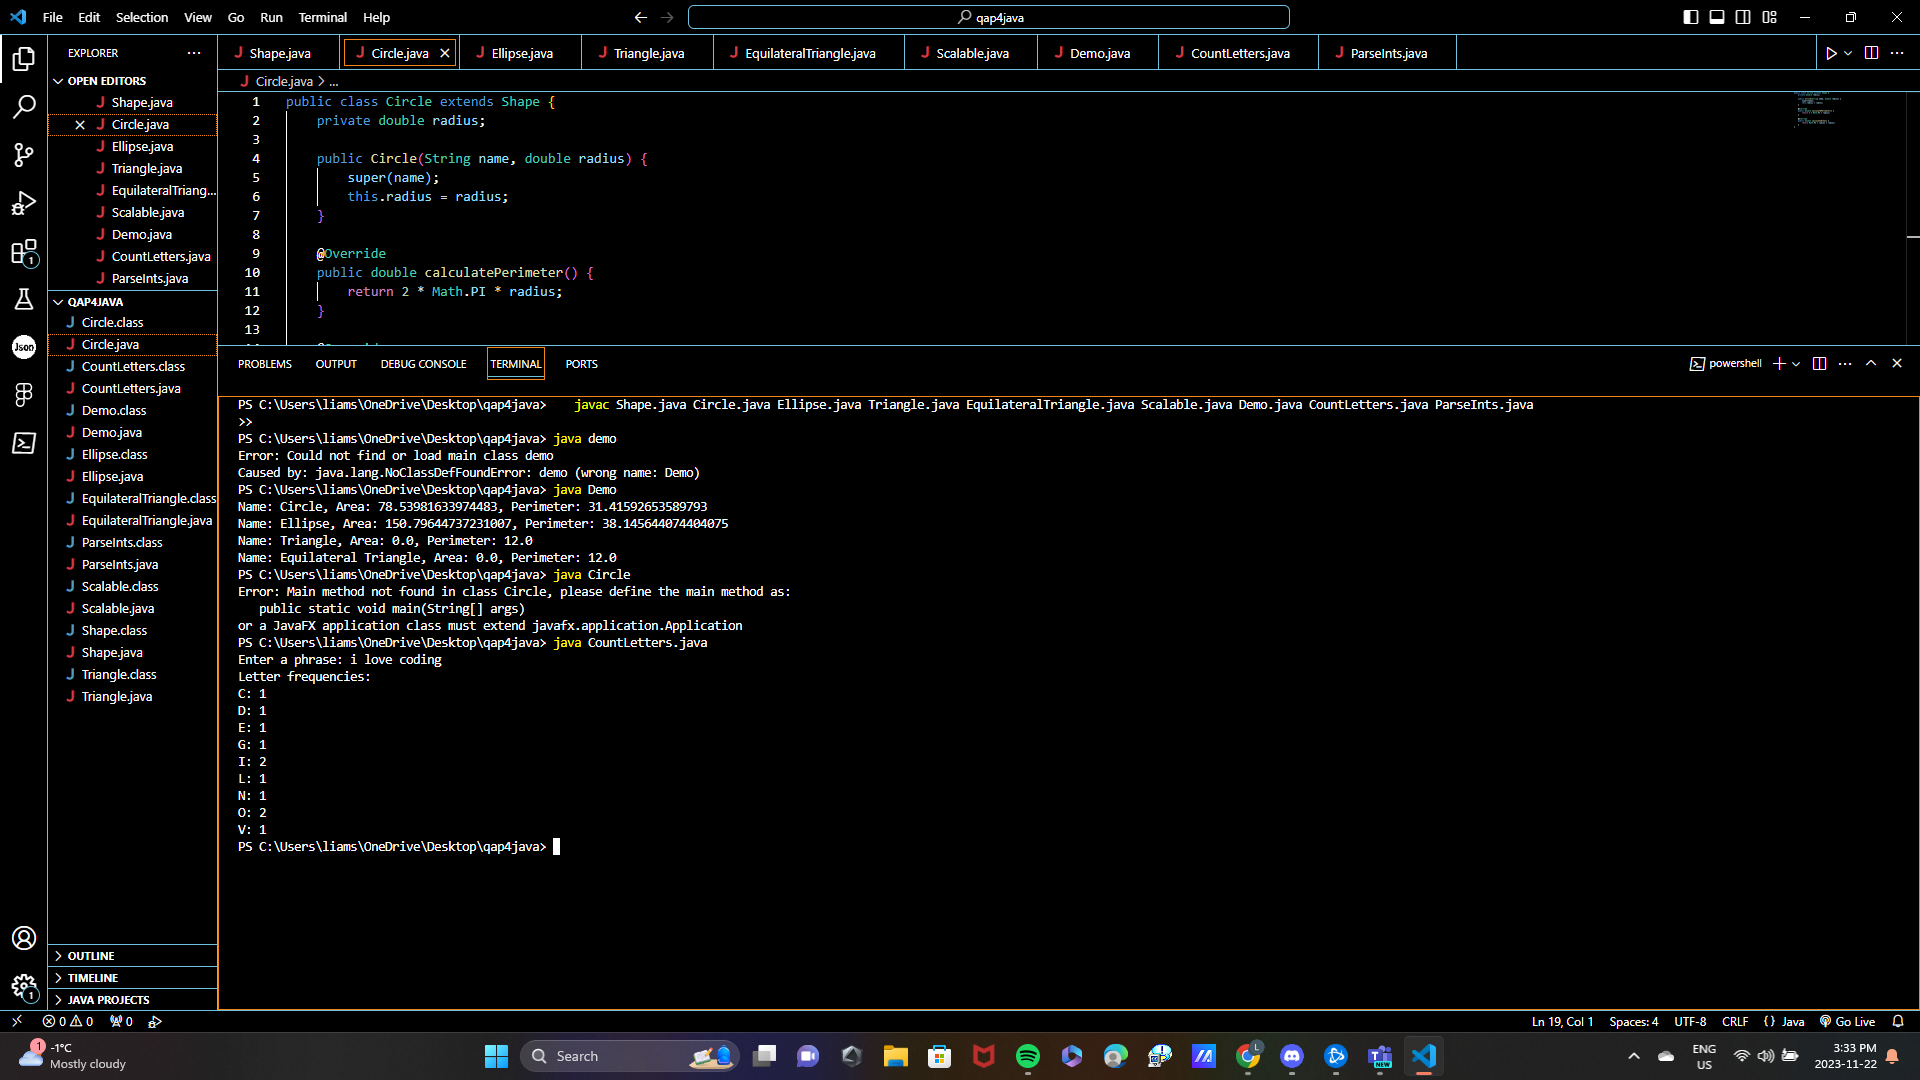 File Edit Selection View Go Run Terminal Help
qap4java
EXPLORER
OPEN EDITORS
Shape.java
Circle.java
Ellipse.java
Triangle.java
EquilateralTriang...
Scalable.java
Demo.java
CountLetters.java
ParseInts.java
QAP4JAVA
Circle.class
Circle.java
CountLetters.class
CountLetters.java
Demo.class
Demo.java
Ellipse.class
Ellipse.java
EquilateralTriangle.class
EquilateralTriangle.java
ParseInts.class
ParseInts.java
Scalable.class
Scalable.java
Shape.class
Shape.java
Triangle.class
Triangle.java
OUTLINE
TIMELINE
JAVA PROJECTS
Json
1
1
Shape.java Circle.java Ellipse.java Triangle.java EquilateralTriangle.java Scalable.java Demo.java CountLetters.java ParseInts.java
Circle.java > ...
1 public class Circle extends Shape {
2 private double radius;
3
4 public Circle(String name, double radius) {
5 super(name);
6 this.radius = radius;
7 }
8
9 @Override
10 public double calculatePerimeter() {
11 return 2 * Math.PI * radius;
12 }
13
PROBLEMS OUTPUT DEBUG CONSOLE TERMINAL PORTS
powershell
PS C:\Users\liams\OneDrive\Desktop\qap4java>    javac Shape.java Circle.java Ellipse.java Triangle.java EquilateralTriangle.java Scalable.java Demo.java CountLetters.java ParseInts.java
>>
PS C:\Users\liams\OneDrive\Desktop\qap4java> java demo
Error: Could not find or load main class demo
Caused by: java.lang.NoClassDefFoundError: demo (wrong name: Demo)
PS C:\Users\liams\OneDrive\Desktop\qap4java> java Demo
Name: Circle, Area: 78.53981633974483, Perimeter: 31.41592653589793
Name: Ellipse, Area: 150.79644737231007, Perimeter: 38.145644074404075
Name: Triangle, Area: 0.0, Perimeter: 12.0
Name: Equilateral Triangle, Area: 0.0, Perimeter: 12.0
PS C:\Users\liams\OneDrive\Desktop\qap4java> java Circle
Error: Main method not found in class Circle, please define the main method as:
   public static void main(String[] args)
or a JavaFX application class must extend javafx.application.Application
PS C:\Users\liams\OneDrive\Desktop\qap4java> java CountLetters.java
Enter a phrase: i love coding
Letter frequencies:
C: 1
D: 1
E: 1
G: 1
I: 2
L: 1
N: 1
O: 2
V: 1
PS C:\Users\liams\OneDrive\Desktop\qap4java>
0 0 0
Ln 19, Col 1 Spaces: 4 UTF-8 CRLF {} Java Go Live
1
-1°C
Mostly cloudy
Search
L
NEW
ENG
US
3:33 PM
2023-11-22